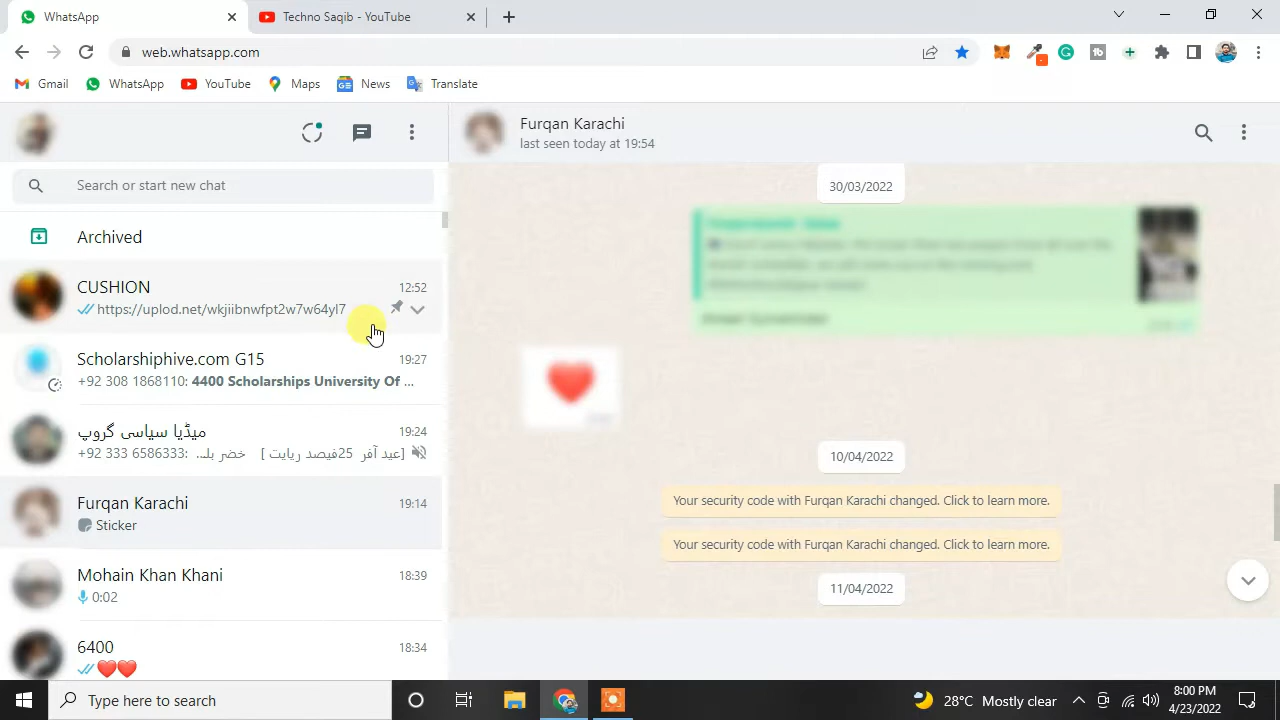 WhatsApp
Techno Saqib - YouTube
web.whatsapp.com
Gmail
WhatsApp
YouTube
Maps
News
Translate
Furqan Karachi
last seen today at 19:54
Search or start new chat
Archived
CUSHION 12:52
https://uplod.net/wkjiibnwfpt2w7w64yl7
Scholarshiphive.com G15 19:27
+92 308 1868110: 4400 Scholarships University Of ...
میڈیا سیاسی گروپ 19:24
+92 333 6586333: [عید آفر 25فیصد رعایت ] خضر بلـ...
Furqan Karachi 19:14
Sticker
Mohain Khan Khani 18:39
0:02
6400 18:34
30/03/2022
10/04/2022
Your security code with Furqan Karachi changed. Click to learn more.
Your security code with Furqan Karachi changed. Click to learn more.
11/04/2022
Type here to search
28°C Mostly clear
8:00 PM
4/23/2022